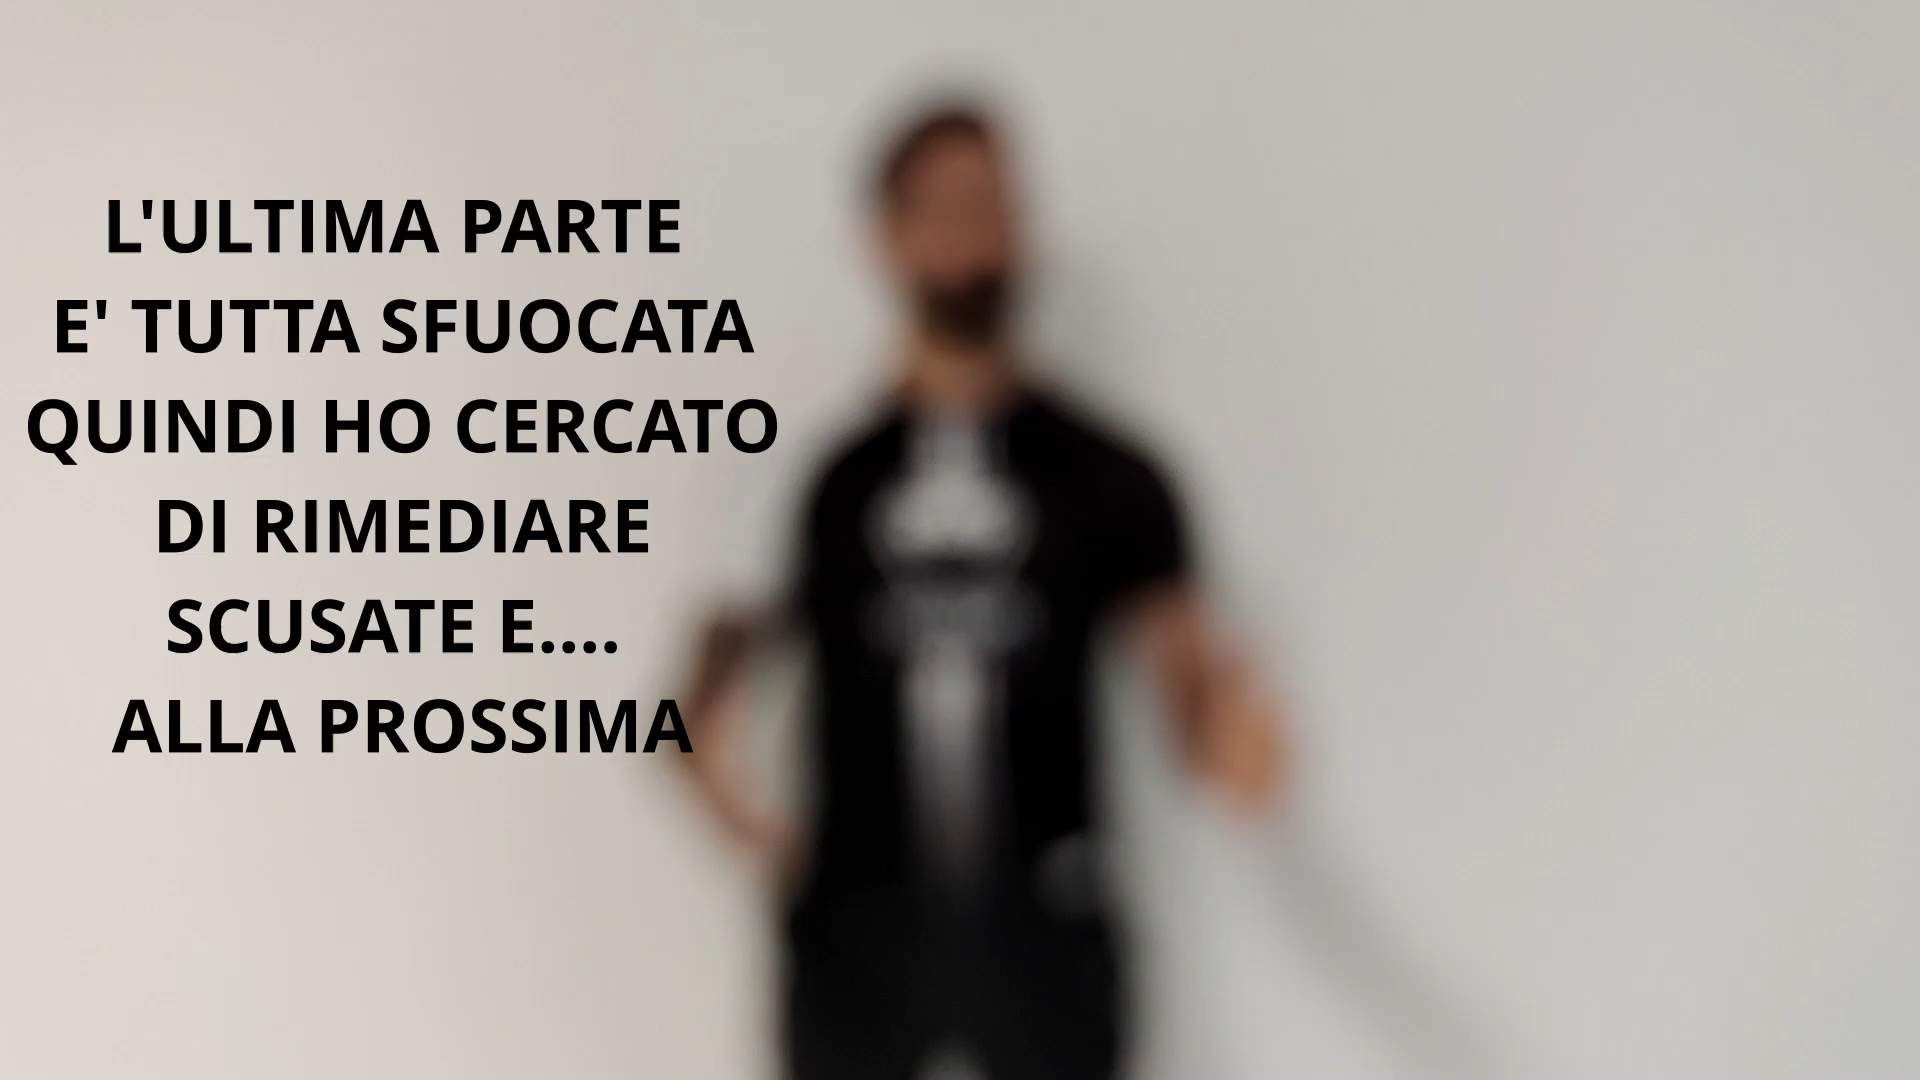 L'ULTIMA PARTE
E' TUTTA SFUOCATA
QUINDI HO CERCATO
DI RIMEDIARE
SCUSATE E....
ALLA PROSSIMA